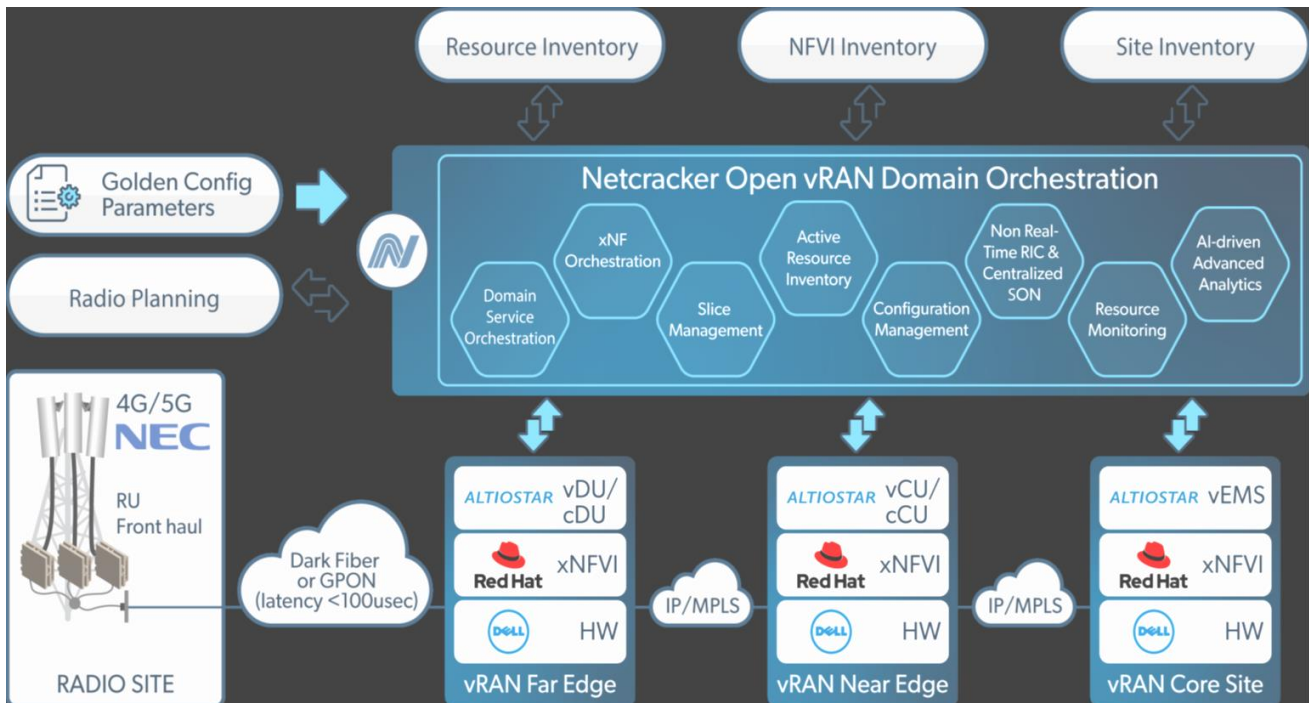 Resource Inventory
NFVI Inventory
Site Inventory
Golden Config
Parameters
Radio Planning
Netcracker Open vRAN Domain Orchestration
Domain
Service
Orchestration
xNF
Orchestration
Slice
Management
Active
Resource
Inventory
Configuration
Management
Non Real-
Time RIC &
Centralized
SON
Resource
Monitoring
AI-driven
Advanced
Analytics
4G/5G
NEC
RU
Front haul
RADIO SITE
Dark Fiber
or GPON
(latency <100usec)
ALTIOSTAR vDU/
cDU
Red Hat xNFVI
DELL HW
vRAN Far Edge
IP/MPLS
ALTIOSTAR vCU/
cCU
Red Hat xNFVI
DELL HW
vRAN Near Edge
IP/MPLS
ALTIOSTAR vEMS
Red Hat xNFVI
DELL HW
vRAN Core Site